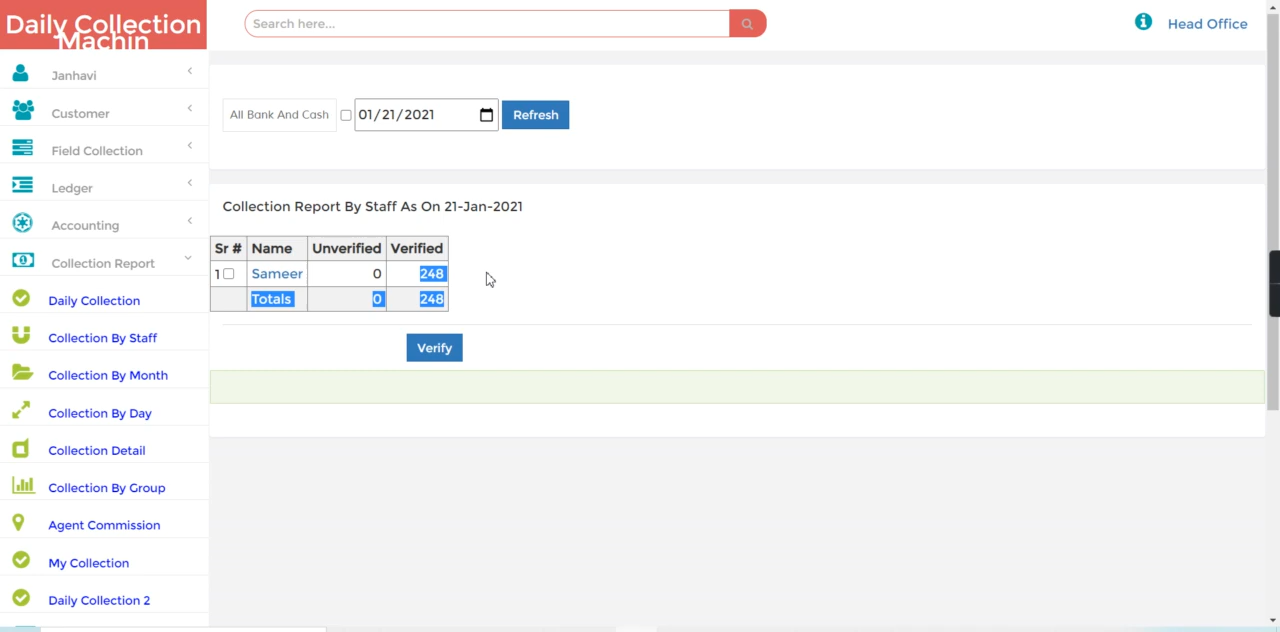 Daily Collection
Machin
Search here...
Head Office
Janhavi
Customer
Field Collection
Ledger
Accounting
Collection Report
Daily Collection
Collection By Staff
Collection By Month
Collection By Day
Collection Detail
Collection By Group
Agent Commission
My Collection
Daily Collection 2
All Bank And Cash 01/21/2021 Refresh
Collection Report By Staff As On 21-Jan-2021
Sr # Name Unverified Verified
1 Sameer 0 248
Totals 0 248
Verify